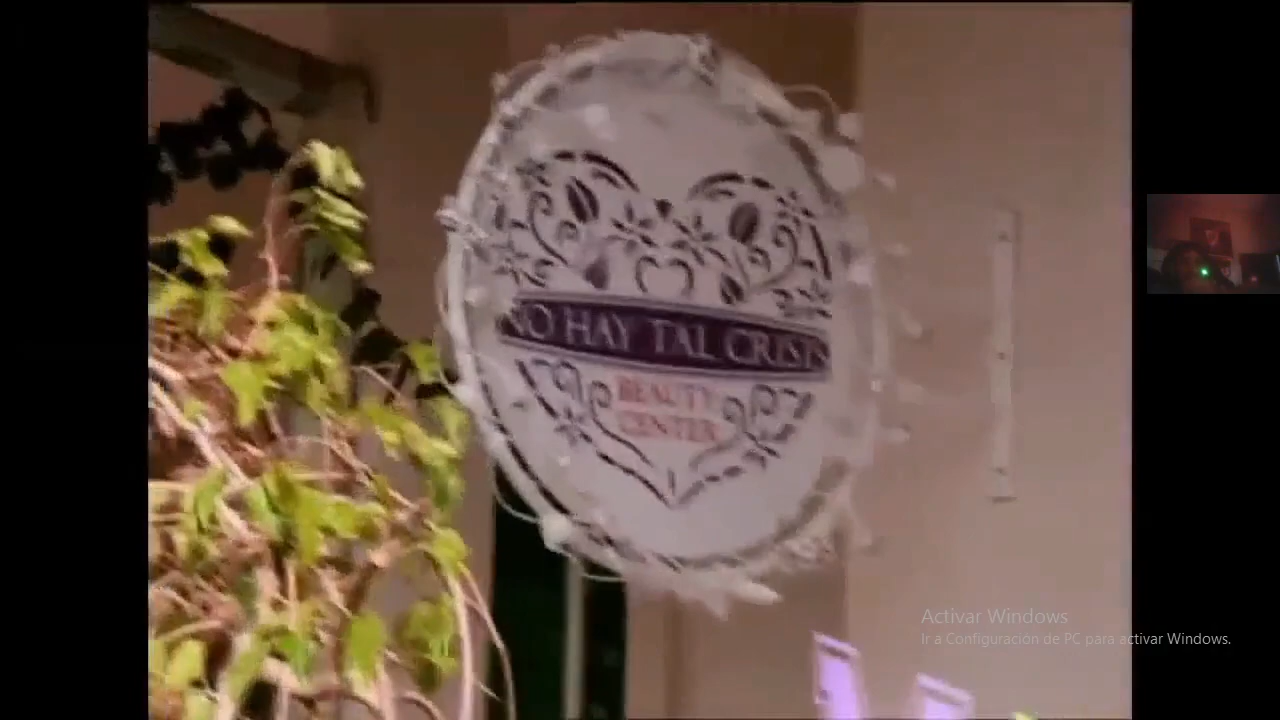 NO HAY TAL CRISIS
BEAUTY
CENTER
Activar Windows
Ir a Configuración de PC para activar Windows.